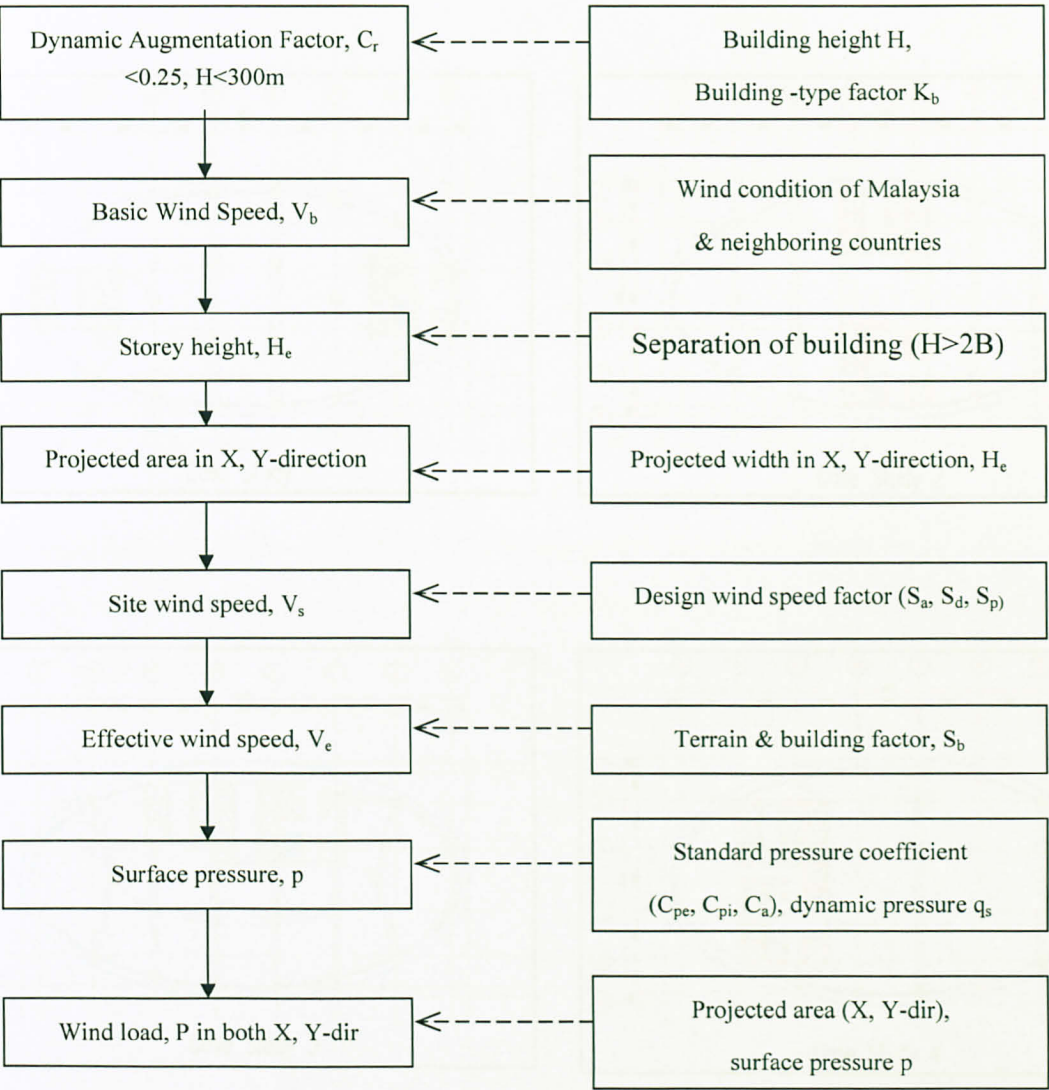 Dynamic Augmentation Factor, Cr
<0.25, H<300m
Building height H,
Building -type factor Kb
Basic Wind Speed, Vb
Wind condition of Malaysia
& neighboring countries
Storey height, He
Separation of building (H>2B)
Projected area in X, Y-direction
Projected width in X, Y-direction, He
Site wind speed, Vs
Design wind speed factor (Sa, Sd, Sp)
Effective wind speed, Ve
Terrain & building factor, Sb
Surface pressure, p
Standard pressure coefficient
(Cpe, Cpi, Ca), dynamic pressure qs
Wind load, P in both X, Y-dir
Projected area (X, Y-dir),
surface pressure p